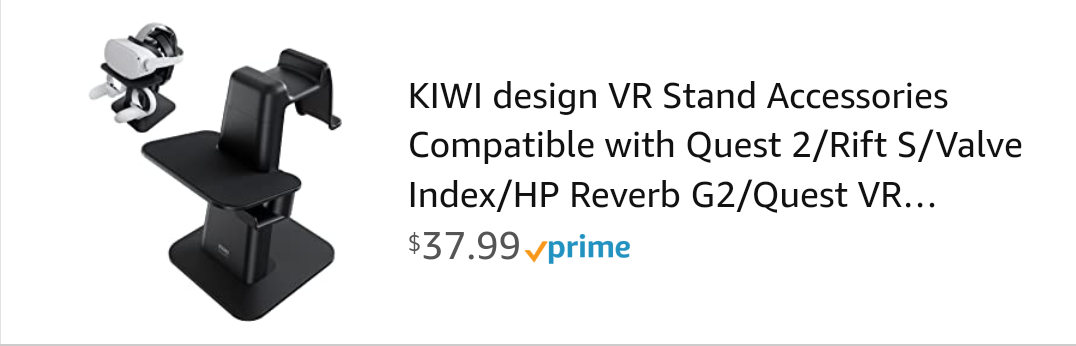 KIWI design VR Stand Accessories
Compatible with Quest 2/Rift S/Valve
Index/HP Reverb G2/Quest VR...
$37.99 prime